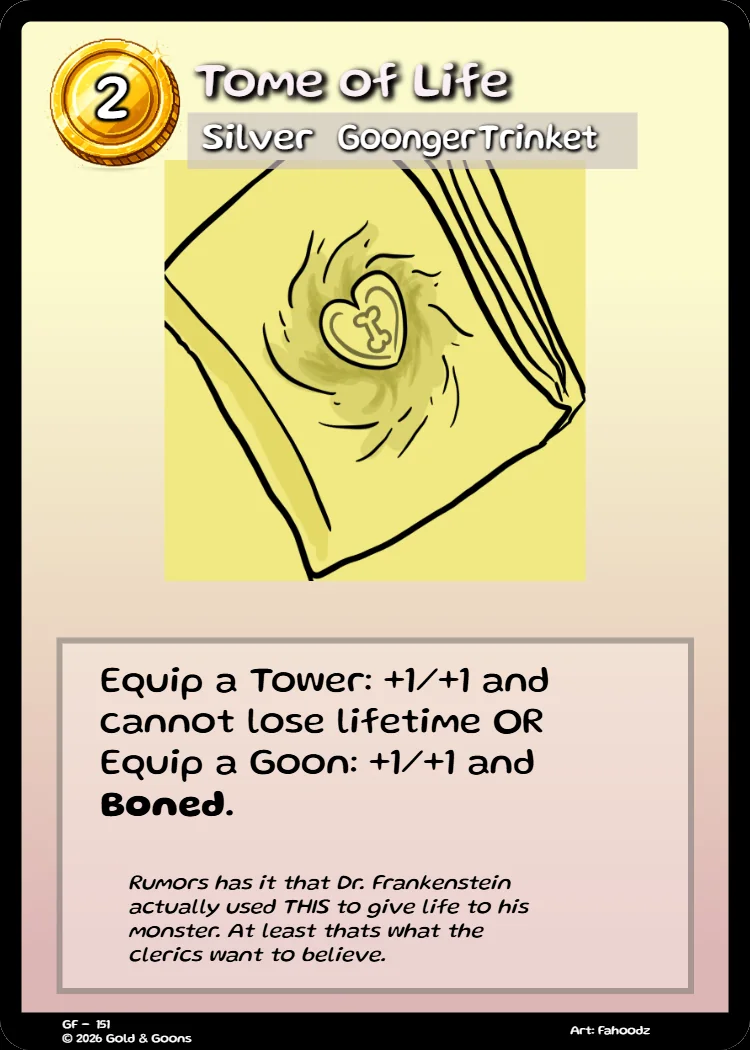 2
Tome of Life
Silver GoongerTrinket
Equip a Tower: +1/+1 and
cannot lose lifetime OR
Equip a Goon: +1/+1 and
Boned.
Rumors has it that Dr. Frankenstein
actually used THIS to give life to his
monster. At least thats what the
clerics want to believe.
GF - 151
© 2026 Gold & Goons
Art: Fahoodz